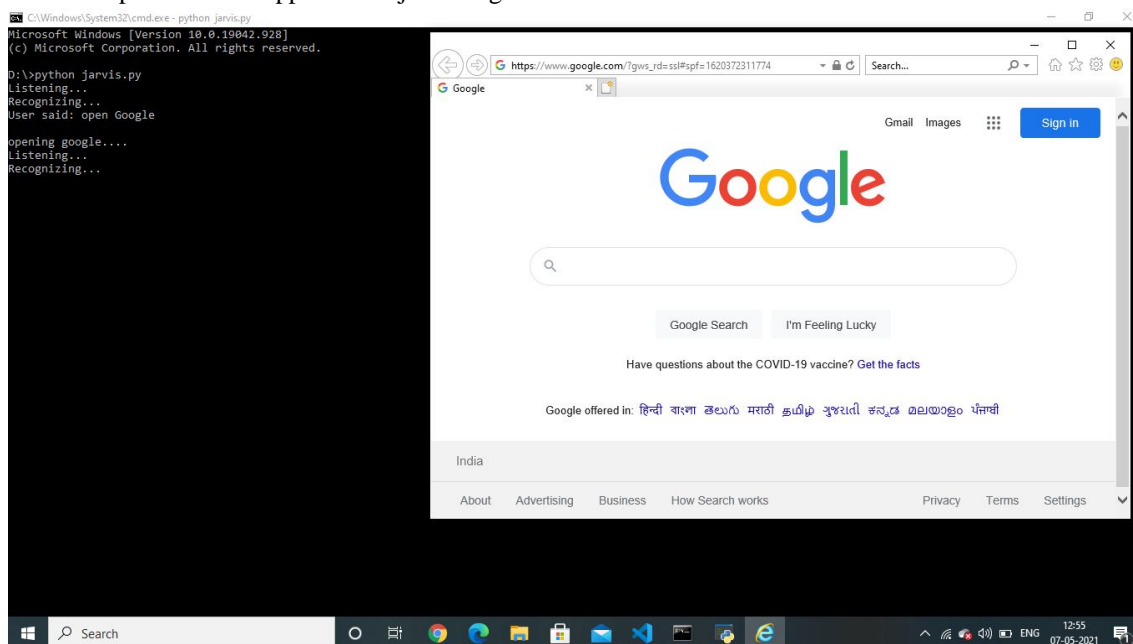 C:\Windows\System32\cmd.exe - python jarvis.py
Microsoft Windows [Version 10.0.19042.928]
(c) Microsoft Corporation. All rights reserved.
D:\>python jarvis.py
Listening...
Recognizing...
User said: open Google
opening google....
Listening...
Recognizing...
https://www.google.com/?gws_rd=ssl#spf=1620372311774
Search...
Google
Gmail Images
Sign in
Google
Google Search
I'm Feeling Lucky
Have questions about the COVID-19 vaccine? Get the facts
Google offered in: हिन्दी বাংলা తెలుగు मराठी தமிழ் ગુજરાતી ಕನ್ನಡ മലയാളം ਪੰਜਾਬੀ
India
About Advertising Business How Search works Privacy Terms Settings
Search
ENG
12:55
07-05-2021